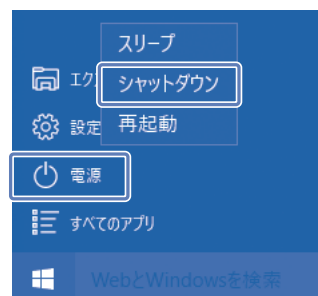 スリープ
エク
シャットダウン
設定
再起動
電源
すべてのアプリ
WebとWindowsを検索